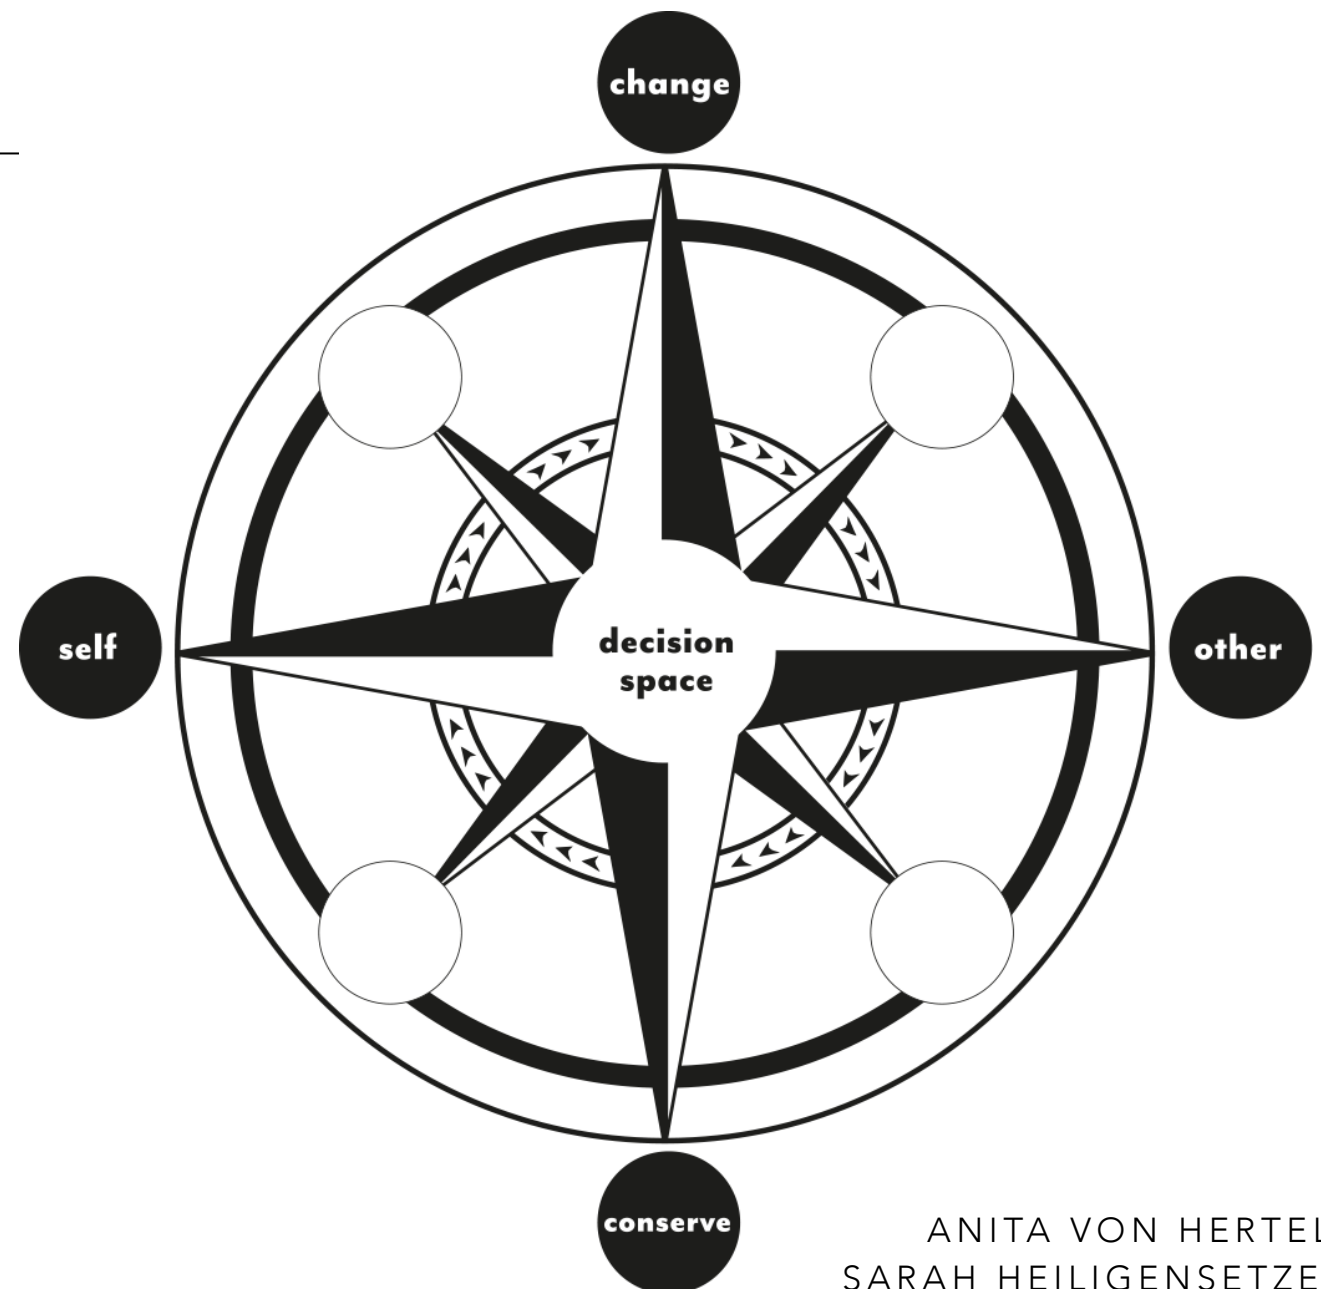 change
self
decision
space
other
conserve
ANITA VON HERTEL
SARAH HEILIGENSETZE